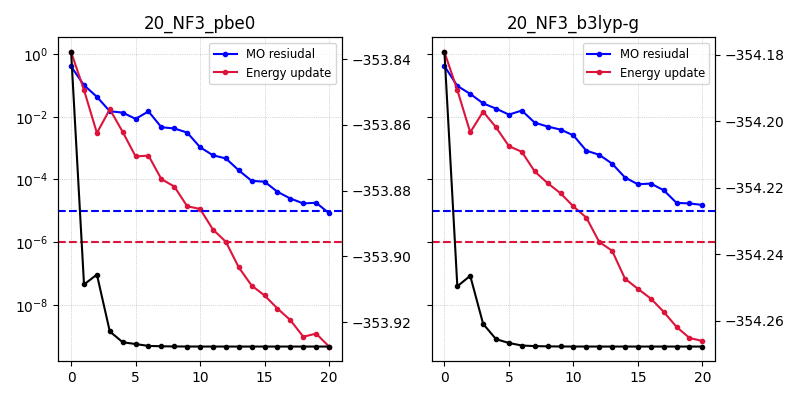 20_NF3_pbe0
20_NF3_b3lyp-g
MO resiudal
Energy update
MO resiudal
Energy update
10^0
10^-2
10^-4
10^-6
10^-8
−353.84
−353.86
−353.88
−353.90
−353.92
−354.18
−354.20
−354.22
−354.24
−354.26
0 5 10 15 20
0 5 10 15 20